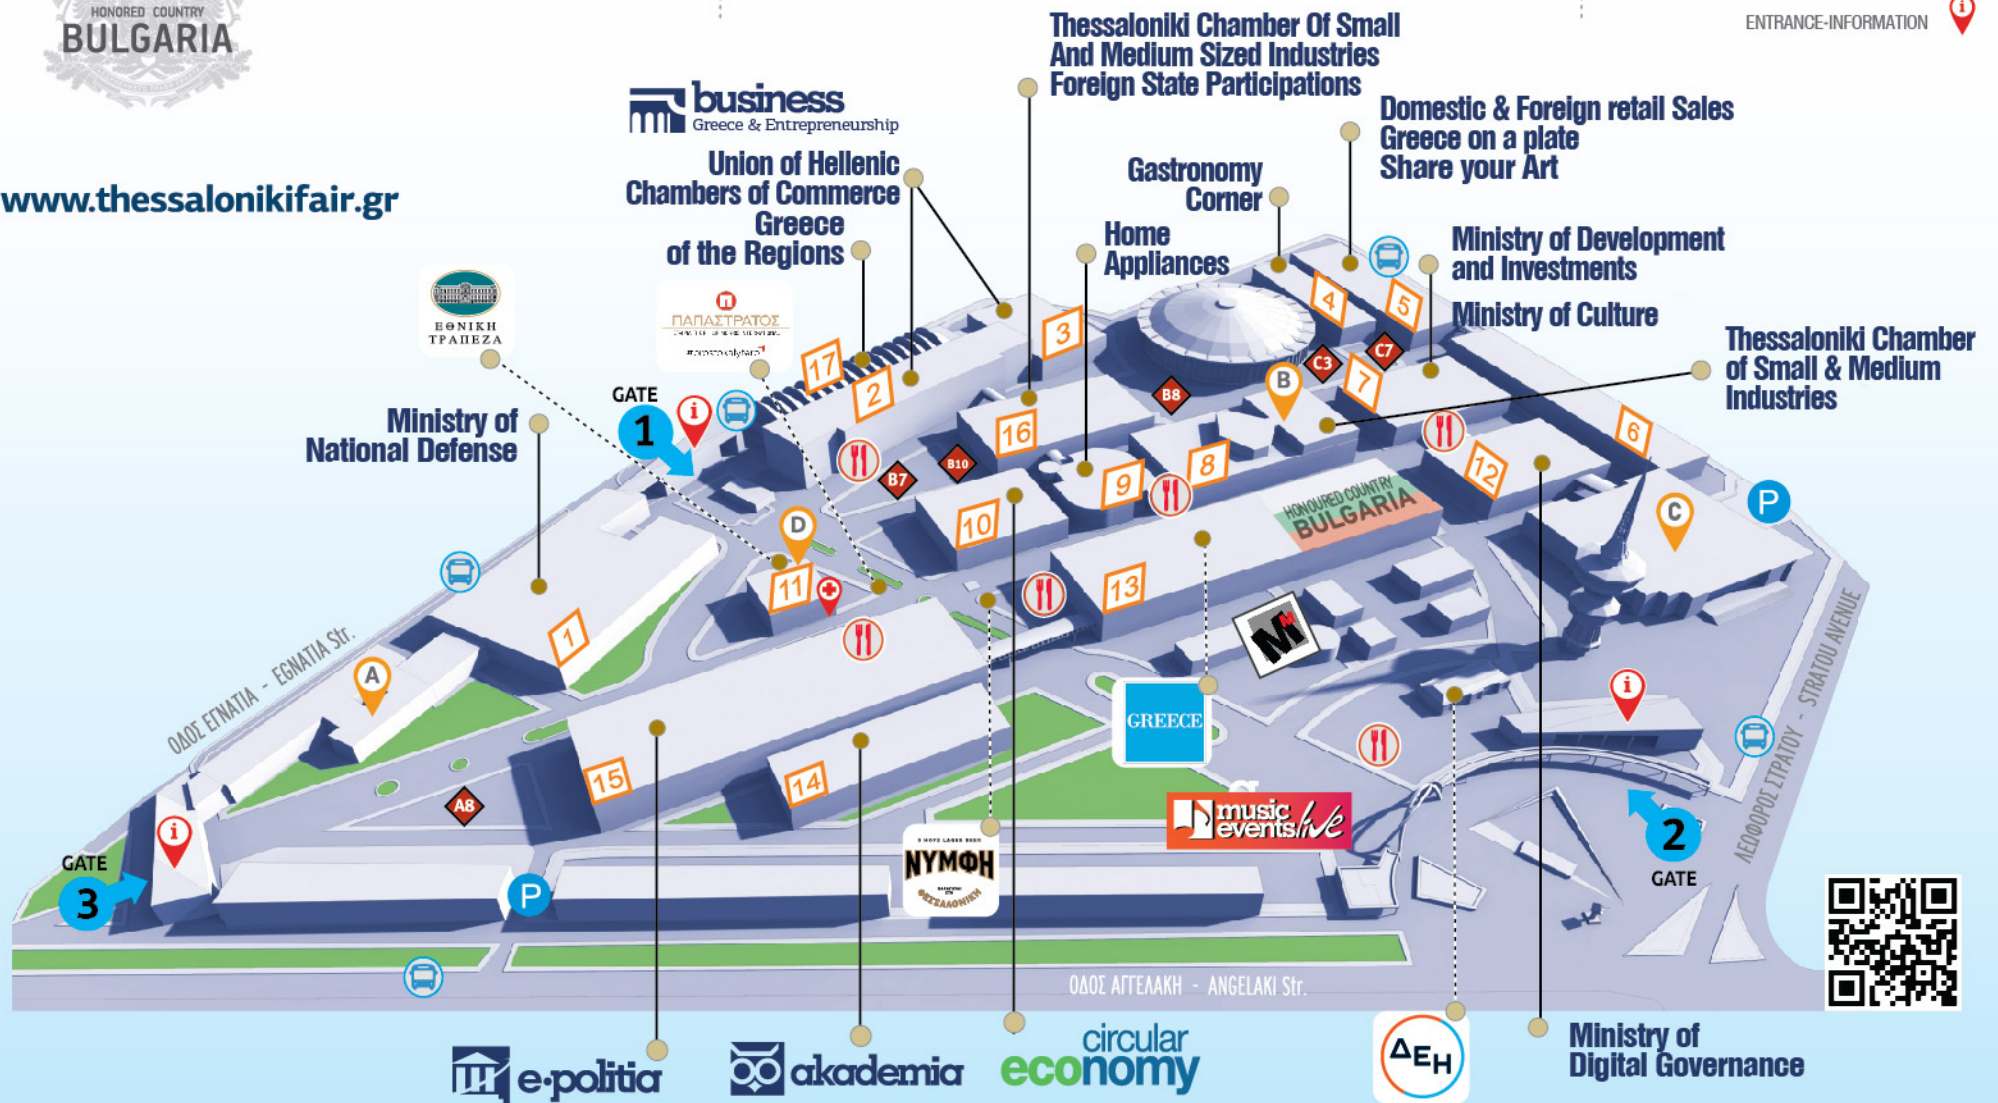 HONORED COUNTRY
BULGARIA
www.thessalonikifair.gr
ENTRANCE-INFORMATION
i
business
Greece & Entrepreneurship
Union of Hellenic
Chambers of Commerce
Greece
of the Regions
Thessaloniki Chamber Of Small
And Medium Sized Industries
Foreign State Participations
Gastronomy
Corner
Home
Appliances
Domestic & Foreign retail Sales
Greece on a plate
Share your Art
Ministry of Development
and Investments
Ministry of Culture
Thessaloniki Chamber
of Small & Medium
Industries
ΕΘΝΙΚΗ
ΤΡΑΠΕΖΑ
ΠΑΠΑΣΤΡΑΤΟΣ
Ministry of
National Defense
GATE
1
i
17
2
3
4
5
C3
C7
B
7
B8
16
6
B7
B10
9
8
12
10
HONOURED COUNTRY
BULGARIA
C
P
D
11
13
1
A
ΟΔΟΣ ΕΓΝΑΤΙΑ - EGNATIA Str.
M
GREECE
i
ΛΕΩΦΟΡΟΣ ΣΤΡΑΤΟΥ - STRATOU AVENUE
15
14
A8
i
music
events live
2
GATE
GATE
3
P
ΝΥΜΦΗ
ΘΕΣΣΑΛΟΝΙΚΗ
ΟΔΟΣ ΑΓΓΕΛΑΚΗ - ANGELAKI Str.
e-politia
akademia
circular
economy
ΔΕΗ
Ministry of
Digital Governance